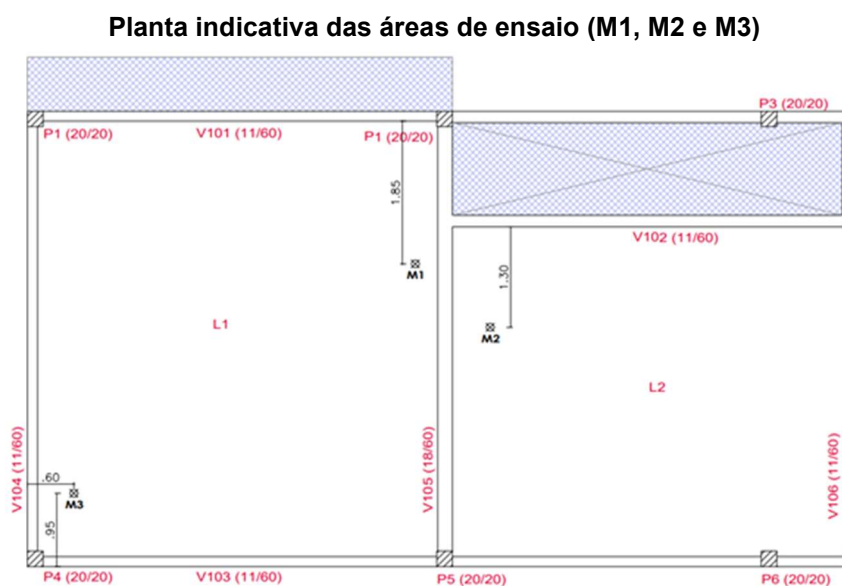 Planta indicativa das áreas de ensaio (M1, M2 e M3)
P3 (20/20)
P1 (20/20)
V101 (11/60)
P1 (20/20)
1.85
M1
V102 (11/60)
1.30
M2
L1
L2
V104 (11/60)
V105 (18/60)
V106 (11/60)
.60
M3
.95
P4 (20/20)
V103 (11/60)
P5 (20/20)
P6 (20/20)